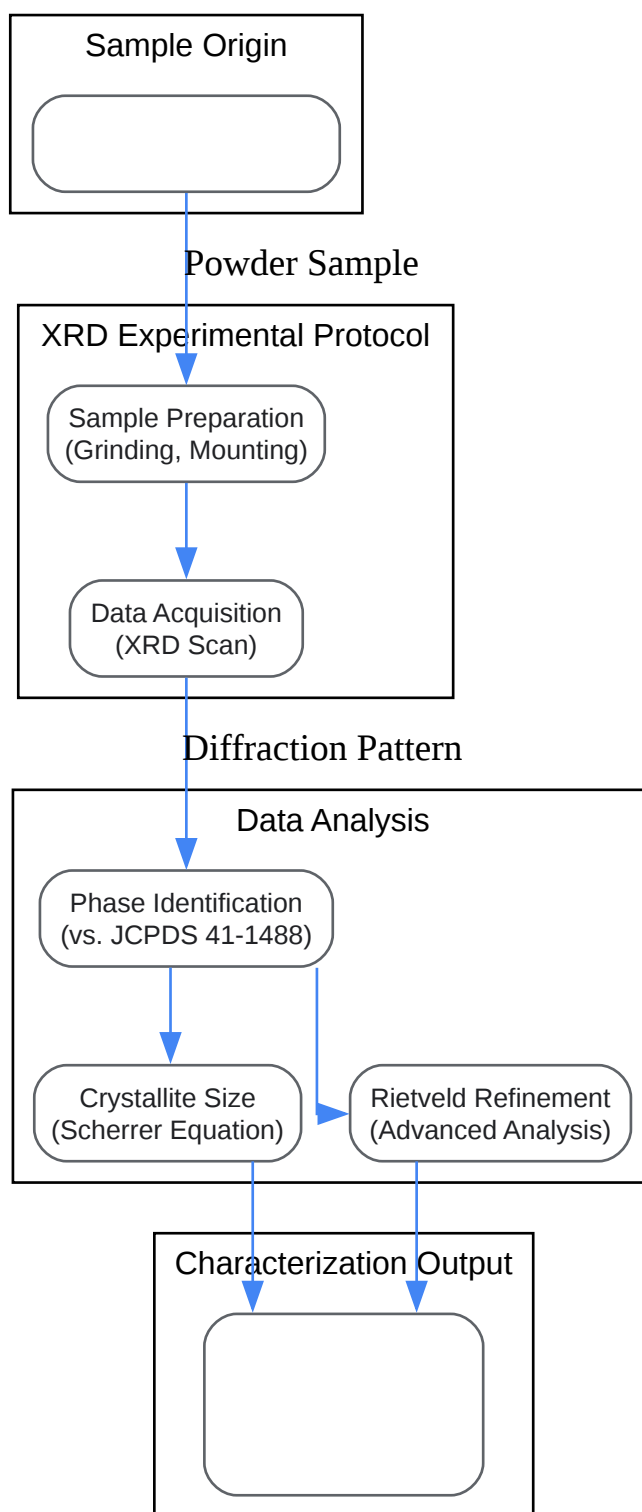 Sample Origin
Powder Sample
XRD Experimental Protocol
Sample Preparation
(Grinding, Mounting)
Data Acquisition
(XRD Scan)
Diffraction Pattern
Data Analysis
Phase Identification
(vs. JCPDS 41-1488)
Crystallite Size
(Scherrer Equation)
Rietveld Refinement
(Advanced Analysis)
Characterization Output